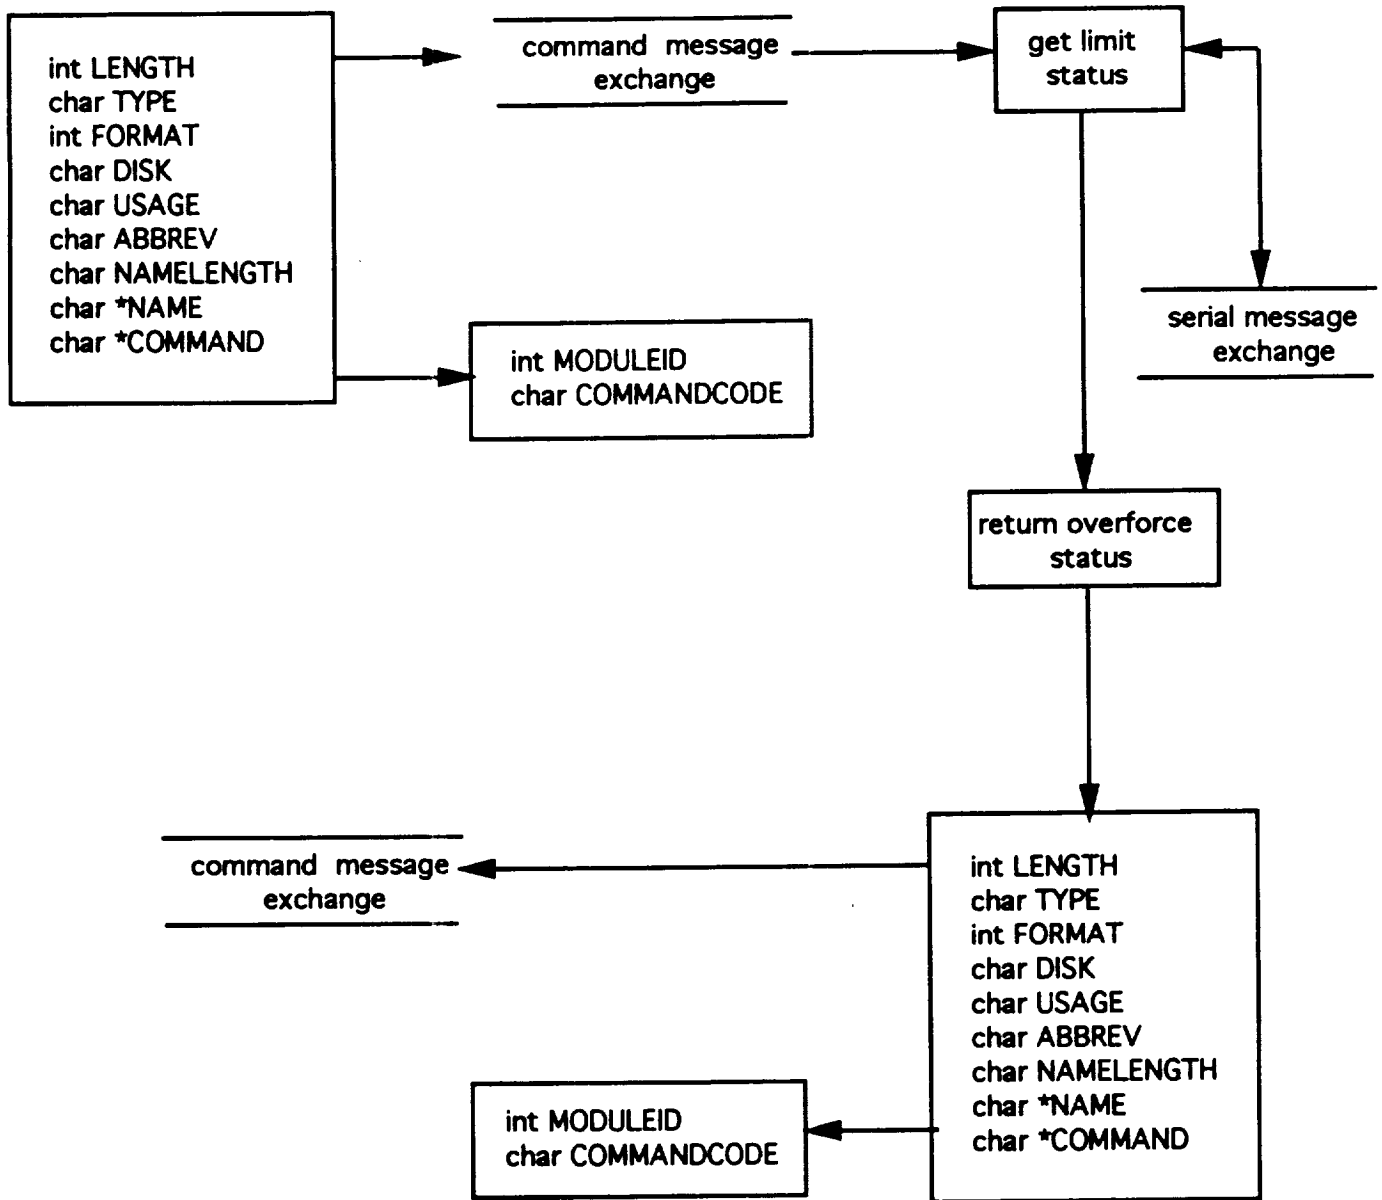 int LENGTH
char TYPE
int FORMAT
char DISK
char USAGE
char ABBREV
char NAMELENGTH
char *NAME
char *COMMAND
command message
exchange
get limit
status
serial message
exchange
int MODULEID
char COMMANDCODE
return overforce
status
command message
exchange
int LENGTH
char TYPE
int FORMAT
char DISK
char USAGE
char ABBREV
char NAMELENGTH
char *NAME
char *COMMAND
int MODULEID
char COMMANDCODE